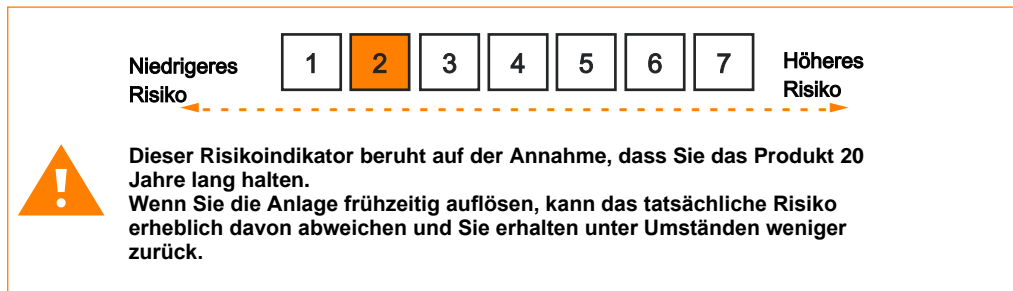 Niedrigeres
Risiko
1 2 3 4 5 6 7
Höheres
Risiko
!
Dieser Risikoindikator beruht auf der Annahme, dass Sie das Produkt 20
Jahre lang halten.
Wenn Sie die Anlage frühzeitig auflösen, kann das tatsächliche Risiko
erheblich davon abweichen und Sie erhalten unter Umständen weniger
zurück.